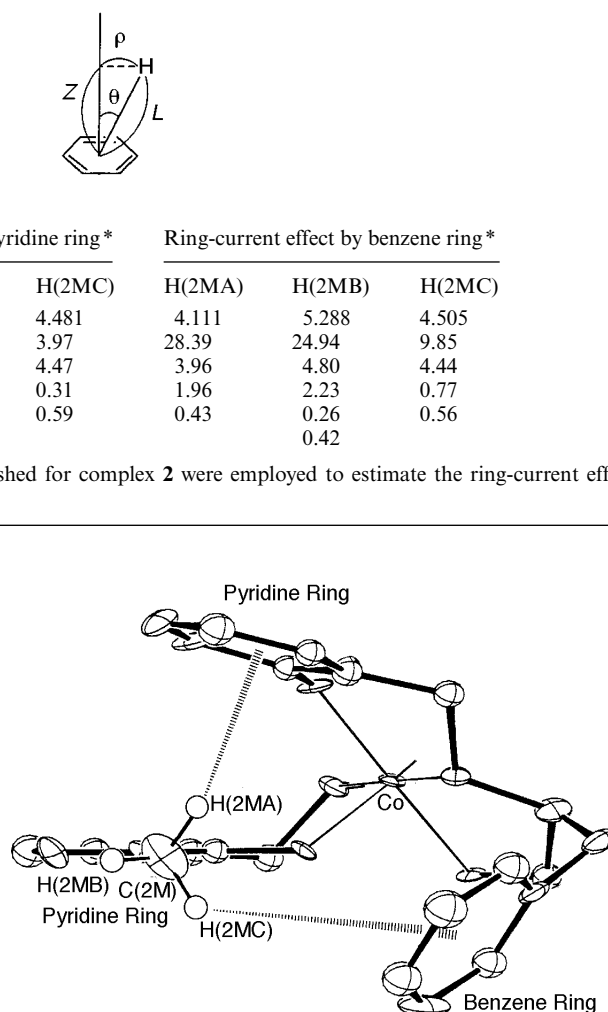 ρ
H
Z
θ
L
yridine ring* Ring-current effect by benzene ring*
H(2MC) H(2MA) H(2MB) H(2MC)
4.481 4.111 5.288 4.505
3.97 28.39 24.94 9.85
4.47 3.96 4.80 4.44
0.31 1.96 2.23 0.77
0.59 0.43 0.26 0.56
0.42
shed for complex 2 were employed to estimate the ring-current eff
Pyridine Ring
H(2MA)
Co
H(2MB) C(2M)
Pyridine Ring
H(2MC)
Benzene Ring